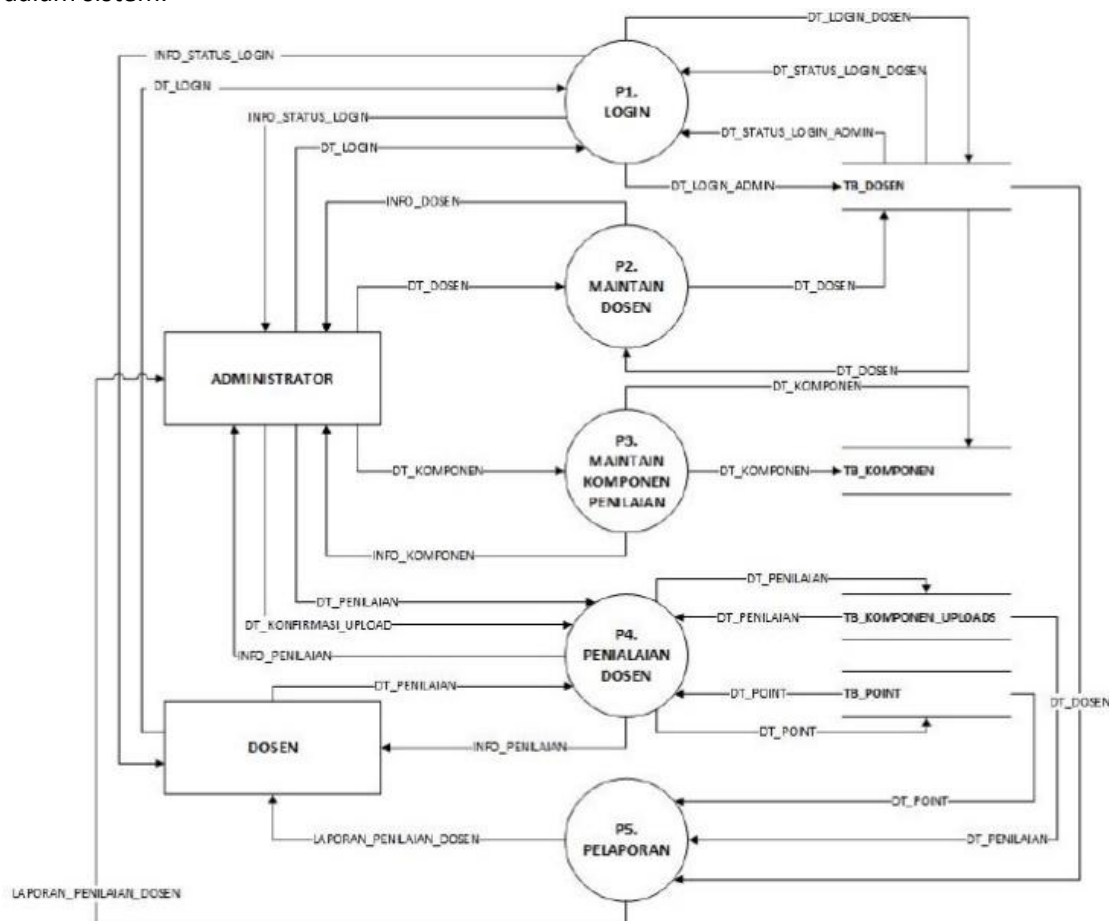 dalam sistem.
DT_LOGIN_DOSEN
INFO_STATUS_LOGIN
DT_STATUS_LOGIN_DOSEN
DT_LOGIN
P1.
LOGIN
INFO_STATUS_LOGIN
DT_STATUS_LOGIN_ADMIN
DT_LOGIN
DT_LOGIN_ADMIN
TB_DOSEN
INFO_DOSEN
P2.
MAINTAIN
DOSEN
DT_DOSEN
DT_DOSEN
ADMINISTRATOR
DT_DOSEN
DT_KOMPONEN
P3.
MAINTAIN
KOMPONEN
PENILAIAN
DT_KOMPONEN
DT_KOMPONEN
TB_KOMPONEN
INFO_KOMPONEN
DT_PENILAIAN
DT_PENILAIAN
DT_KONFIRMASI_UPLOAD
DT_PENILAIAN
TB_KOMPONEN_UPLOADS
P4.
PENIALAIAN
DOSEN
INFO_PENILAIAN
DT_PENILAIAN
DT_POINT
TB_POINT
DT_DOSEN
DT_POINT
DOSEN
INFO_PENILAIAN
DT_POINT
P5.
PELAPORAN
LAPORAN_PENILAIAN_DOSEN
DT_PENILAIAN
LAPORAN_PENILAIAN_DOSEN